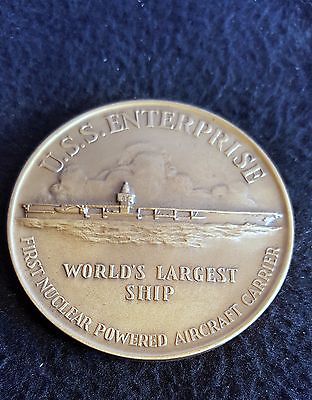 U.S.S. ENTERPRISE
WORLD'S LARGEST
SHIP
FIRST NUCLEAR POWERED AIRCRAFT CARRIER